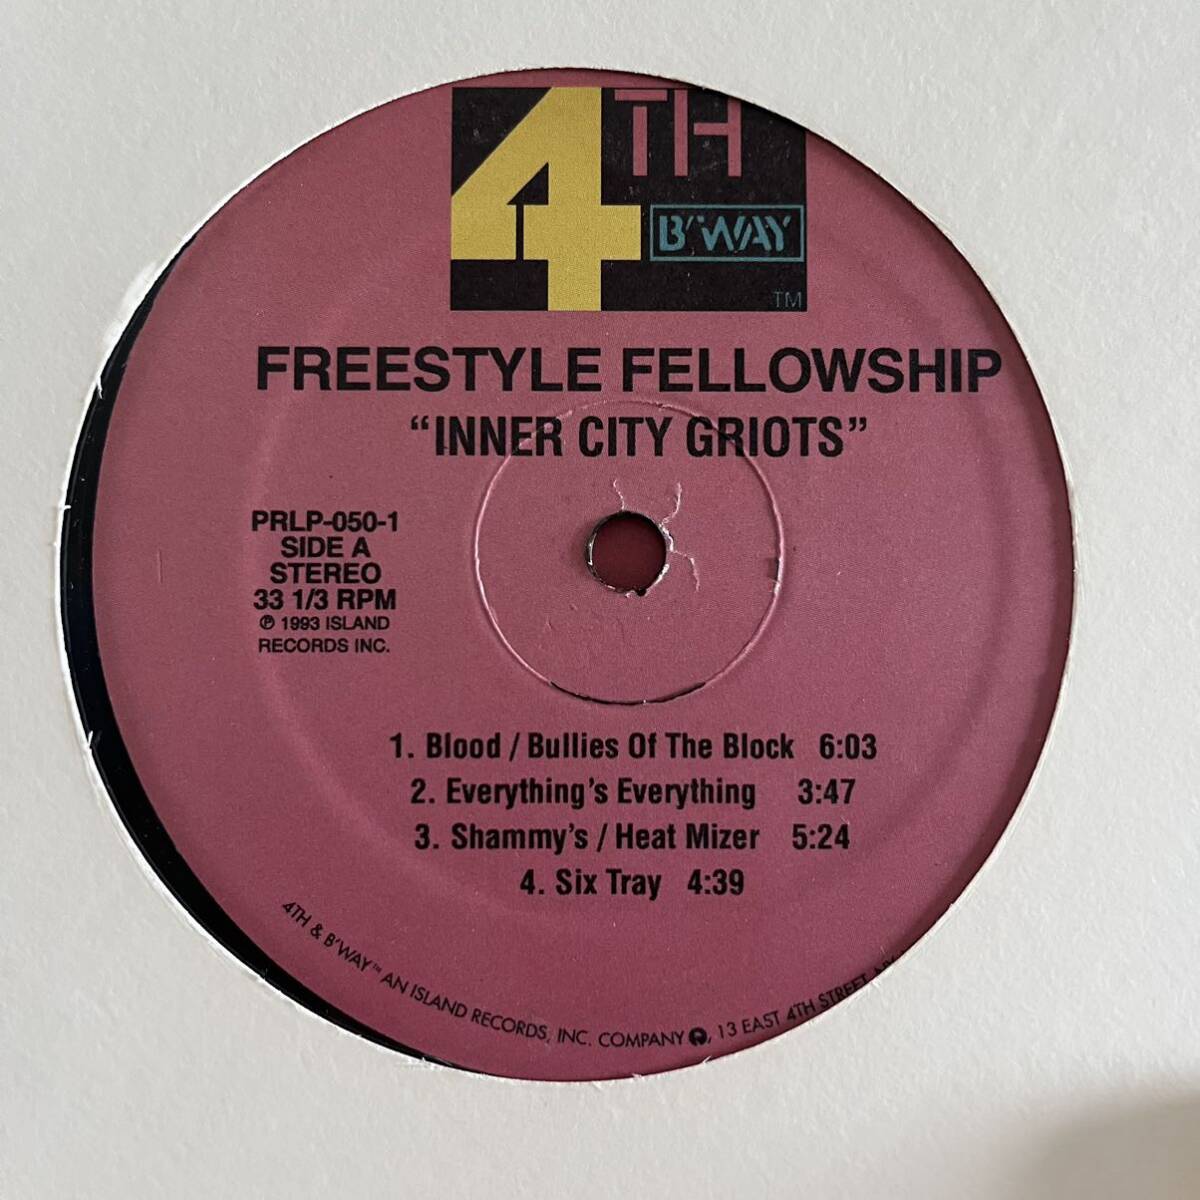 4TH
B'WAY
TM
FREESTYLE FELLOWSHIP
“INNER CITY GRIOTS”
PRLP-050-1
SIDE A
STEREO
33 1/3 RPM
℗ 1993 ISLAND
RECORDS INC.
1. Blood / Bullies Of The Block 6:03
2. Everything's Everything 3:47
3. Shammy's / Heat Mizer 5:24
4. Six Tray 4:39
4TH & B'WAY™ AN ISLAND RECORDS, INC. COMPANY, 13 EAST 4TH STREET,